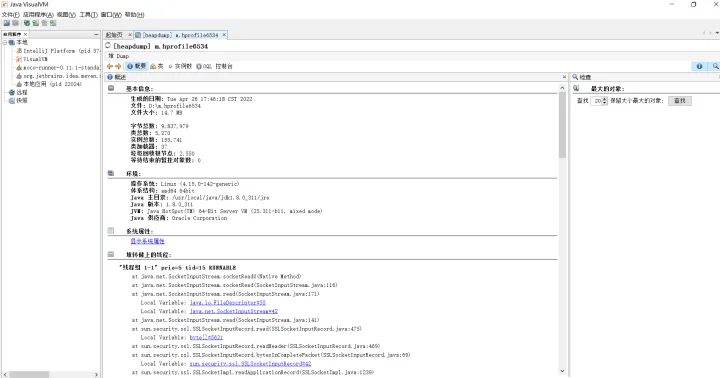 Java VisualVM
文件(F) 应用程序(A) 视图(V) 工具(T) 窗口(W) 帮助(H)
应用程序 ×
本地
IntelliJ Platform (pid 57
VisualVM
moco-runner-0.11.1-standa
org.jetbrains.idea.maven.
本地应用 (pid 22024)
远程
快照
起始页 × [heapdump] m.hprofile6534 ×
[heapdump] m.hprofile6534
堆 Dump
概要 类 实例数 OQL 控制台
概述
基本信息:
生成的日期: Tue Apr 26 17:46:18 CST 2022
文件: D:\m.hprofile6534
文件大小: 14.7 MB
字节总数: 9,837,979
类总数: 5,270
实例总数: 155,741
类加载器: 37
垃圾回收根节点: 2,550
等待结束的暂挂对象数: 0
环境:
操作系统: Linux (4.15.0-142-generic)
体系结构: amd64 64bit
Java 主目录: /usr/local/java/jdk1.8.0_311/jre
Java 版本: 1.8.0_311
JVM: Java HotSpot(TM) 64-Bit Server VM (25.311-b11, mixed mode)
Java 供应商: Oracle Corporation
系统属性:
显示系统属性
堆转储上的线程:
"线程组 1-1" prio=5 tid=15 RUNNABLE
at java.net.SocketInputStream.socketRead0(Native Method)
at java.net.SocketInputStream.socketRead(SocketInputStream.java:116)
at java.net.SocketInputStream.read(SocketInputStream.java:171)
Local Variable: java.io.FileDescriptor#58
Local Variable: java.net.SocketInputStream#42
at java.net.SocketInputStream.read(SocketInputStream.java:141)
at sun.security.ssl.SSLSocketInputRecord.read(SSLSocketInputRecord.java:475)
Local Variable: byte[]#5621
at sun.security.ssl.SSLSocketInputRecord.readHeader(SSLSocketInputRecord.java:469)
at sun.security.ssl.SSLSocketInputRecord.bytesInCompletePacket(SSLSocketInputRecord.java:69)
Local Variable: sun.security.ssl.SSLSocketInputRecord#42
at sun.security.ssl.SSLSocketImpl.readApplicationRecord(SSLSocketImpl.java:1239)
检查
最大的对象:
查找 20 保留大小最大的对象: 查找